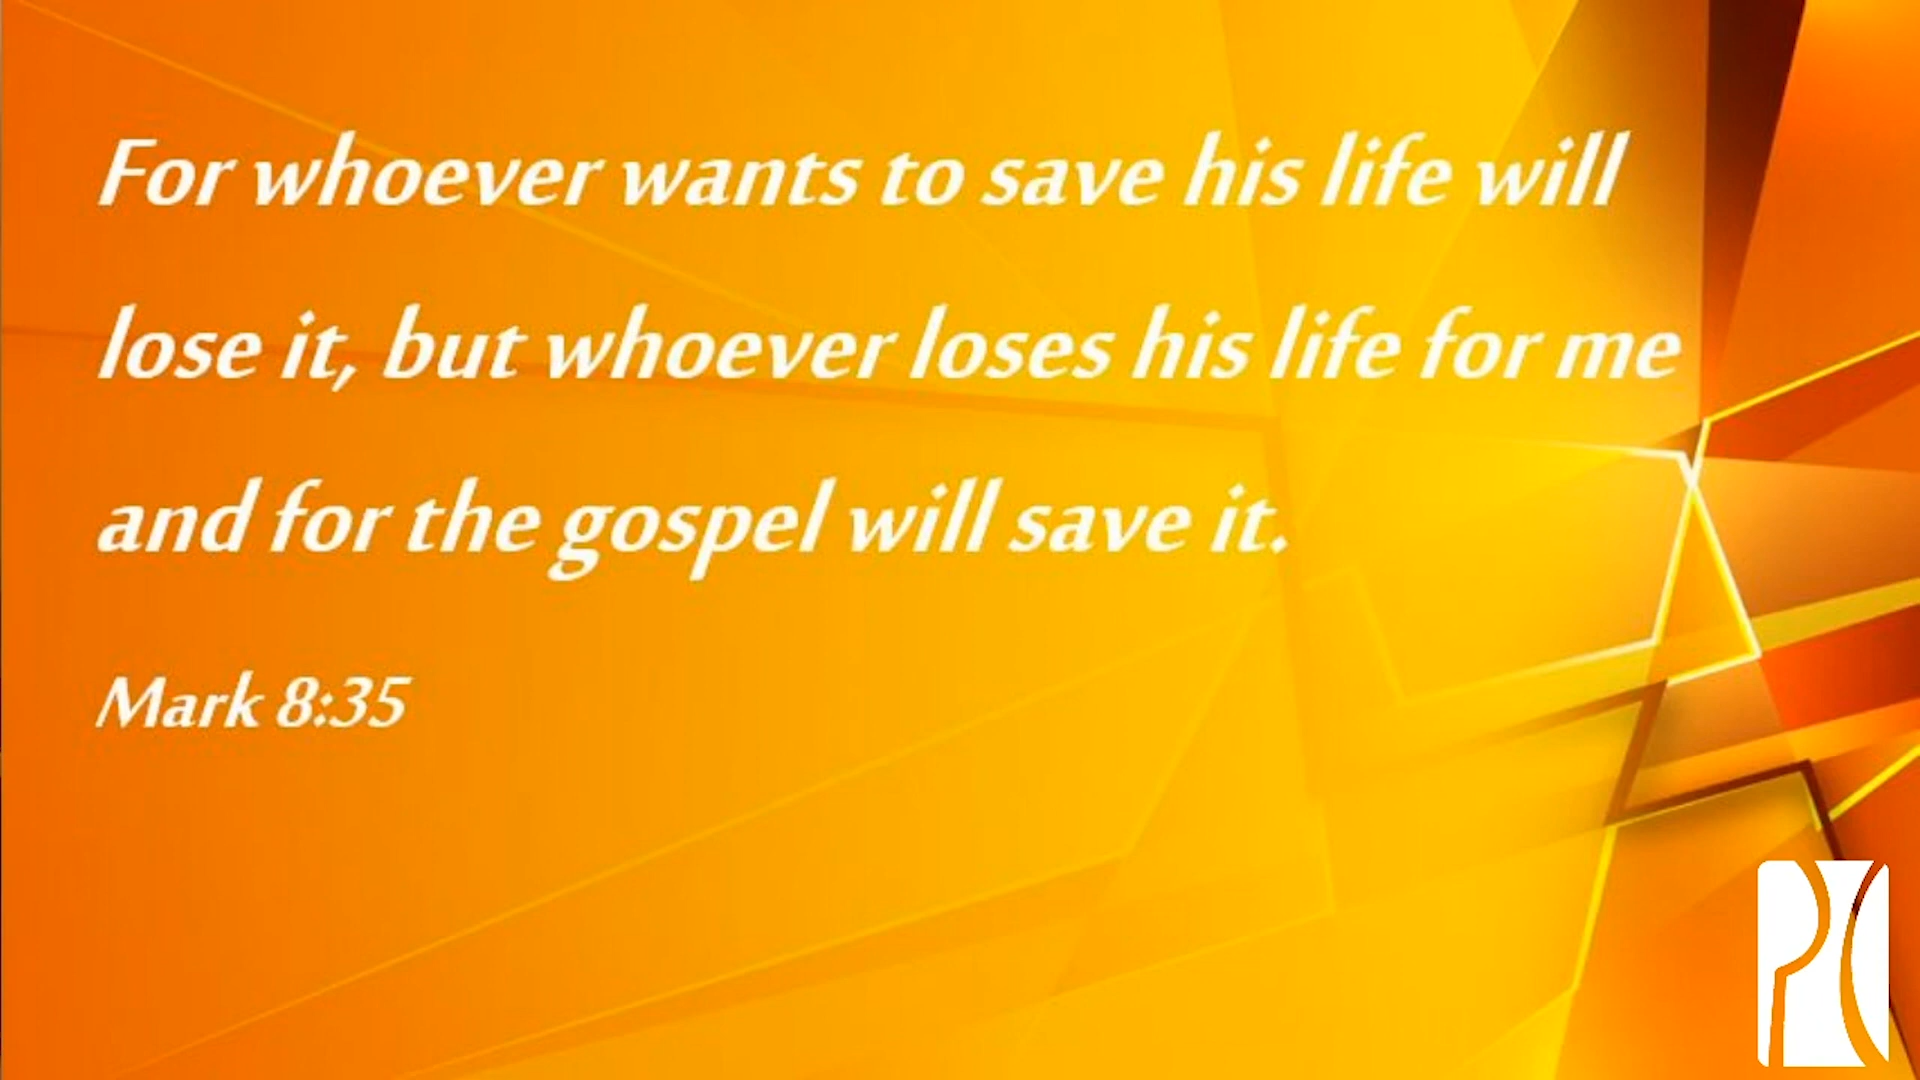 For whoever wants to save his life will
lose it, but whoever loses his life for me
and for the gospel will save it.
Mark 8:35
PC